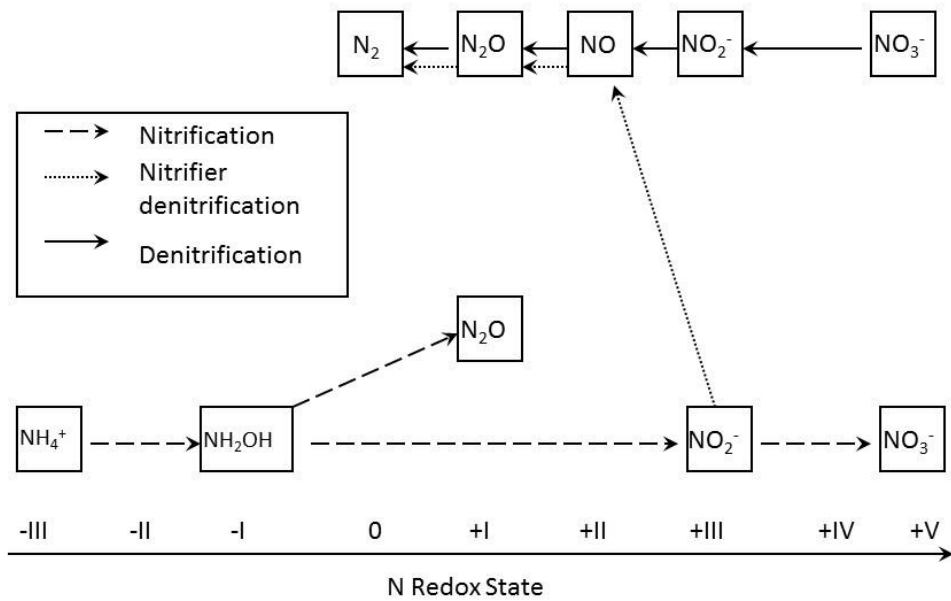 N₂ N₂O NO NO₂⁻ NO₃⁻
Nitrification
Nitrifier
denitrification
Denitrification
N₂O
NH₄⁺ NH₂OH NO₂⁻ NO₃⁻
-III -II -I 0 +I +II +III +IV +V
N Redox State